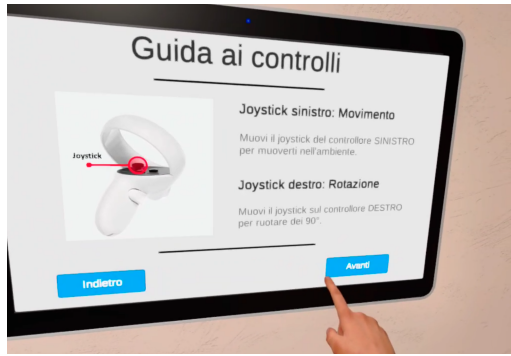 Guida ai controlli
Joystick sinistro: Movimento
Joystick
Muovi il joystick del controllore SINISTRO
per muoverti nell'ambiente.
Joystick destro: Rotazione
Muovi il joystick sul controllore DESTRO
per ruotare dei 90°.
Avanti
Indietro